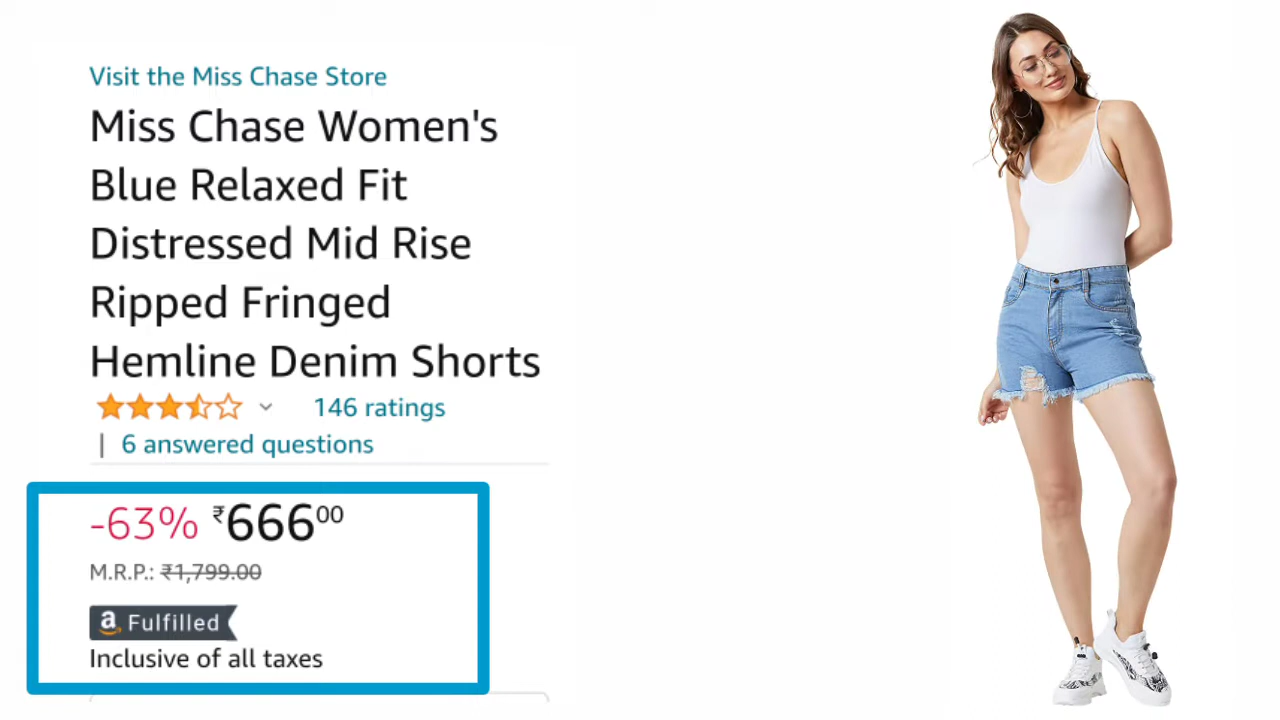 Visit the Miss Chase Store
Miss Chase Women's
Blue Relaxed Fit
Distressed Mid Rise
Ripped Fringed
Hemline Denim Shorts
146 ratings
| 6 answered questions
-63% ₹66600
M.R.P.: ₹1,799.00
a Fulfilled
Inclusive of all taxes